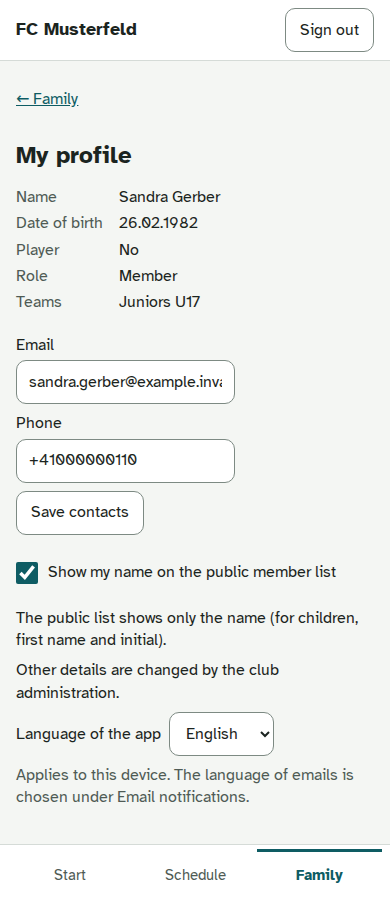 FC Musterfeld
Sign out
← Family
My profile
Name Sandra Gerber
Date of birth 26.02.1982
Player No
Role Member
Teams Juniors U17
Email
sandra.gerber@example.inva
Phone
+41000000110
Save contacts
Show my name on the public member list
The public list shows only the name (for children,
first name and initial).
Other details are changed by the club
administration.
Language of the app English
Applies to this device. The language of emails is
chosen under Email notifications.
Start Schedule Family